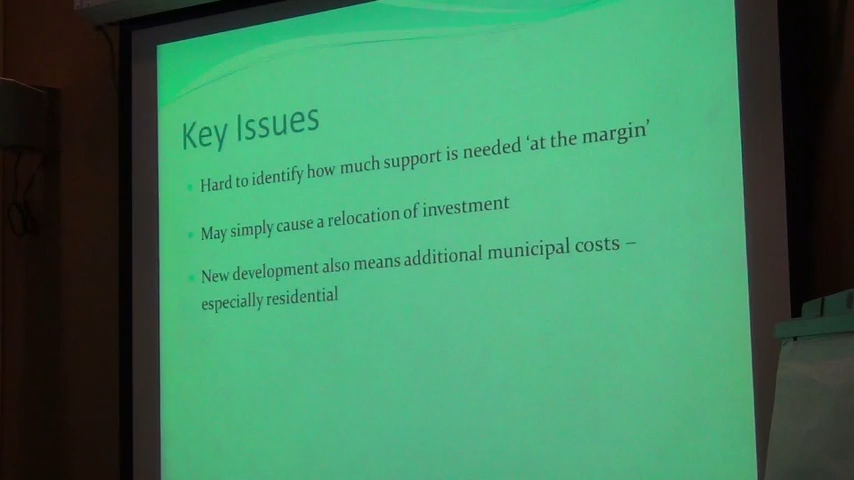 Key Issues
Hard to identify how much support is needed ‘at the margin’
May simply cause a relocation of investment
New development also means additional municipal costs –
especially residential